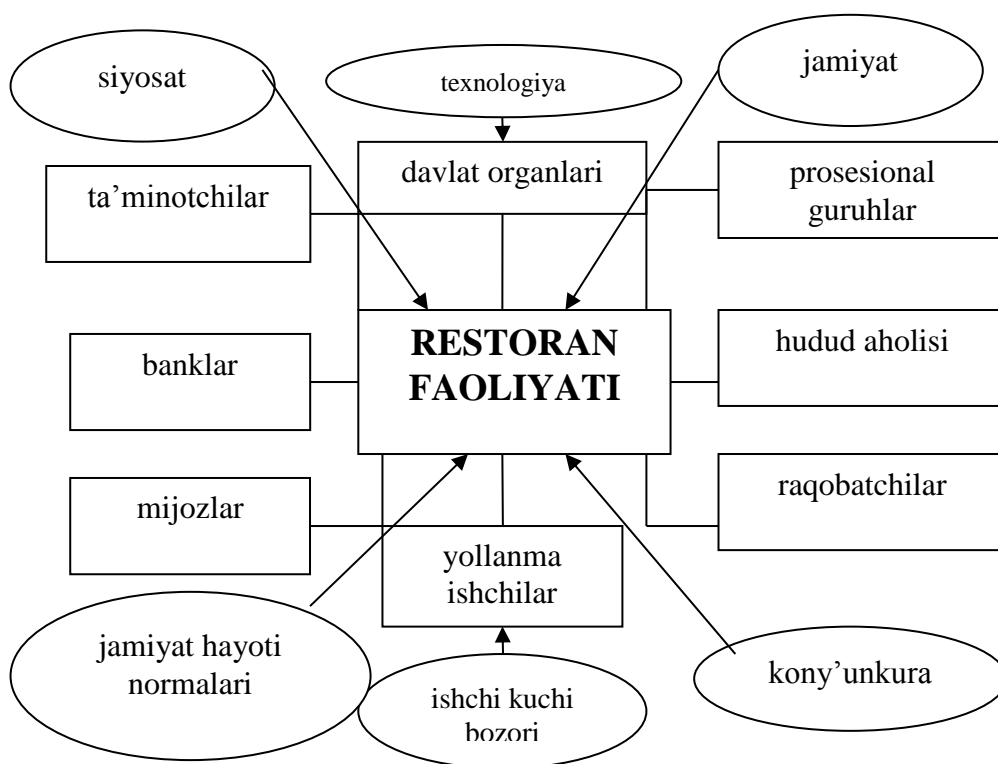 siyosat
texnologiya
jamiyat
ta’minotchilar
davlat organlari
prosesional
guruhlar
banklar
RESTORAN
FAOLIYATI
hudud aholisi
mijozlar
yollanma
ishchilar
raqobatchilar
jamiyat hayoti
normalari
ishchi kuchi
bozori
kony’unkura